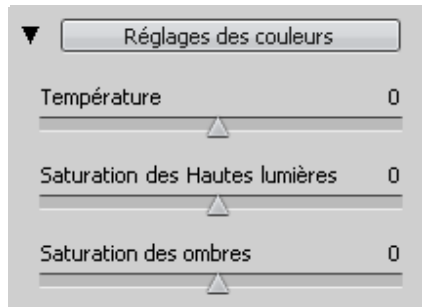 Réglages des couleurs
Température 0
Saturation des Hautes lumières 0
Saturation des ombres 0